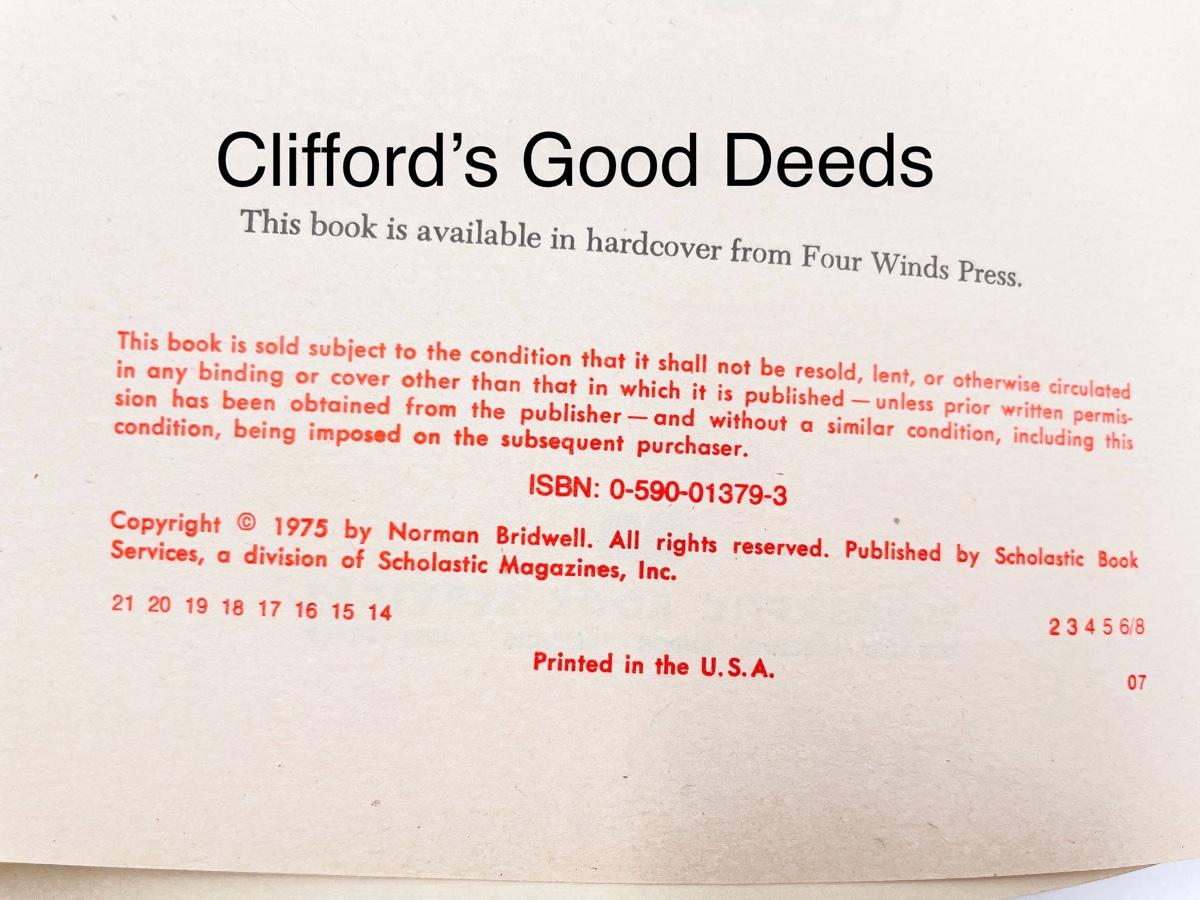 Clifford’s Good Deeds
This book is available in hardcover from Four Winds Press.
This book is sold subject to the condition that it shall not be resold, lent, or otherwise circulated
in any binding or cover other than that in which it is published — unless prior written permis-
sion has been obtained from the publisher — and without a similar condition, including this
condition, being imposed on the subsequent purchaser.
ISBN: 0-590-01379-3
Copyright © 1975 by Norman Bridwell. All rights reserved. Published by Scholastic Book
Services, a division of Scholastic Magazines, Inc.
21 20 19 18 17 16 15 14 2 3 4 5 6/8
Printed in the U.S.A. 07